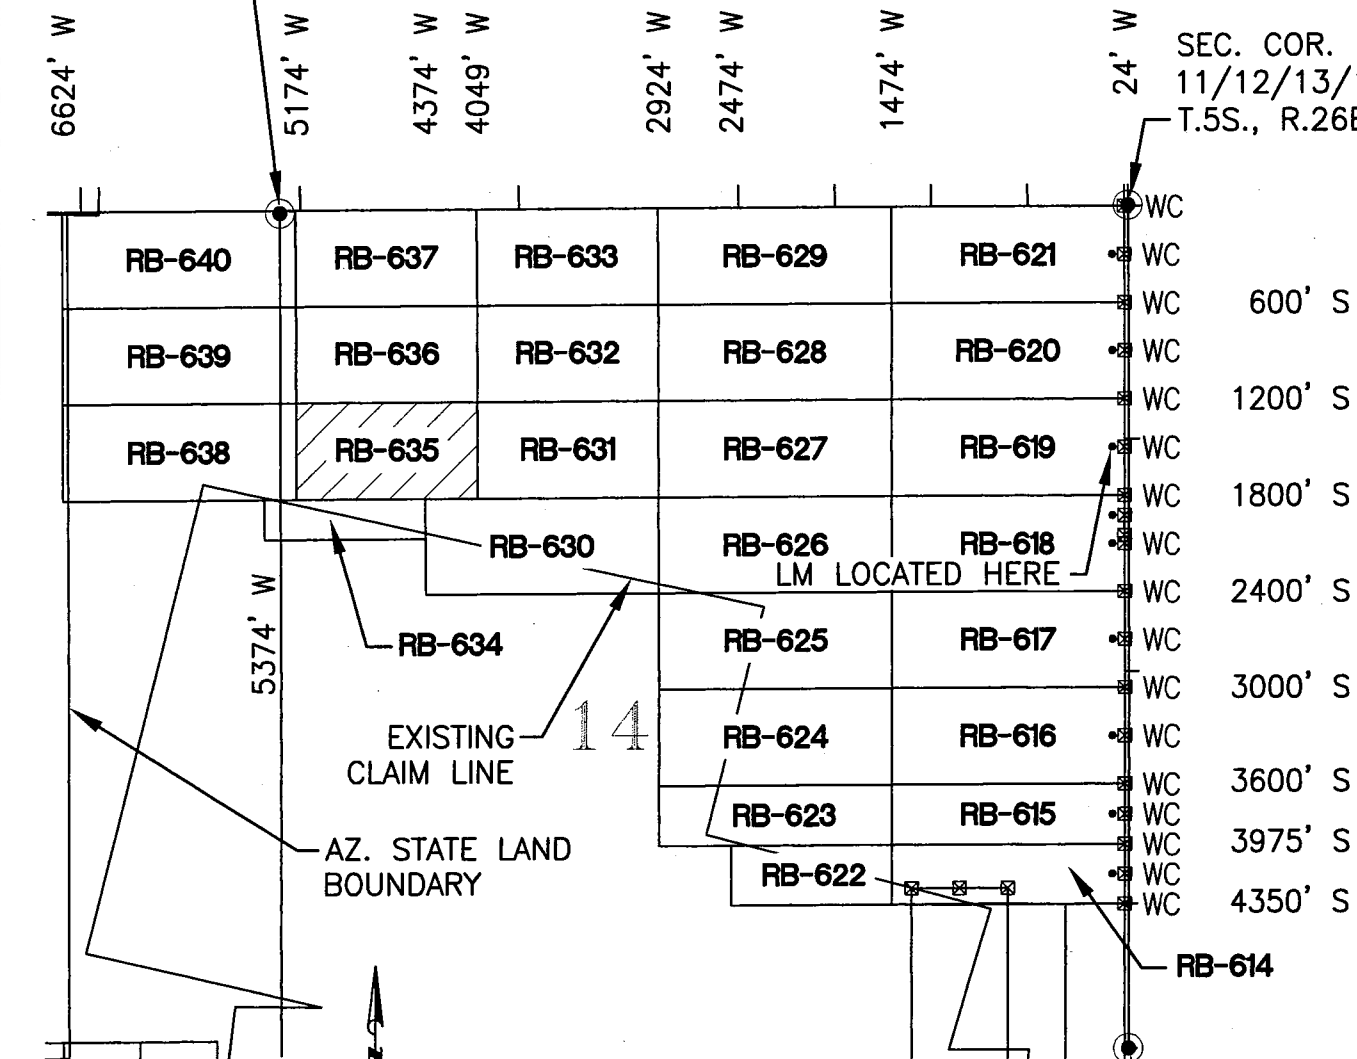 6624' W
5174' W
4374' W
4049' W
2924' W
2474' W
1474' W
24' W
SEC. COR.
11/12/13/
T.5S., R.26E
WC
RB-640
RB-637
RB-633
RB-629
RB-621
WC
WC
600' S
RB-639
RB-636
RB-632
RB-628
RB-620
WC
WC
1200' S
RB-638
RB-635
RB-631
RB-627
RB-619
WC
WC
1800' S
RB-630
RB-626
RB-618
WC
LM LOCATED HERE
WC
2400' S
5374' W
RB-634
RB-625
RB-617
WC
WC
3000' S
EXISTING
CLAIM LINE
14
RB-624
RB-616
WC
WC
3600' S
RB-623
RB-615
WC
WC
3975' S
AZ. STATE LAND
BOUNDARY
RB-622
WC
WC
4350' S
RB-614